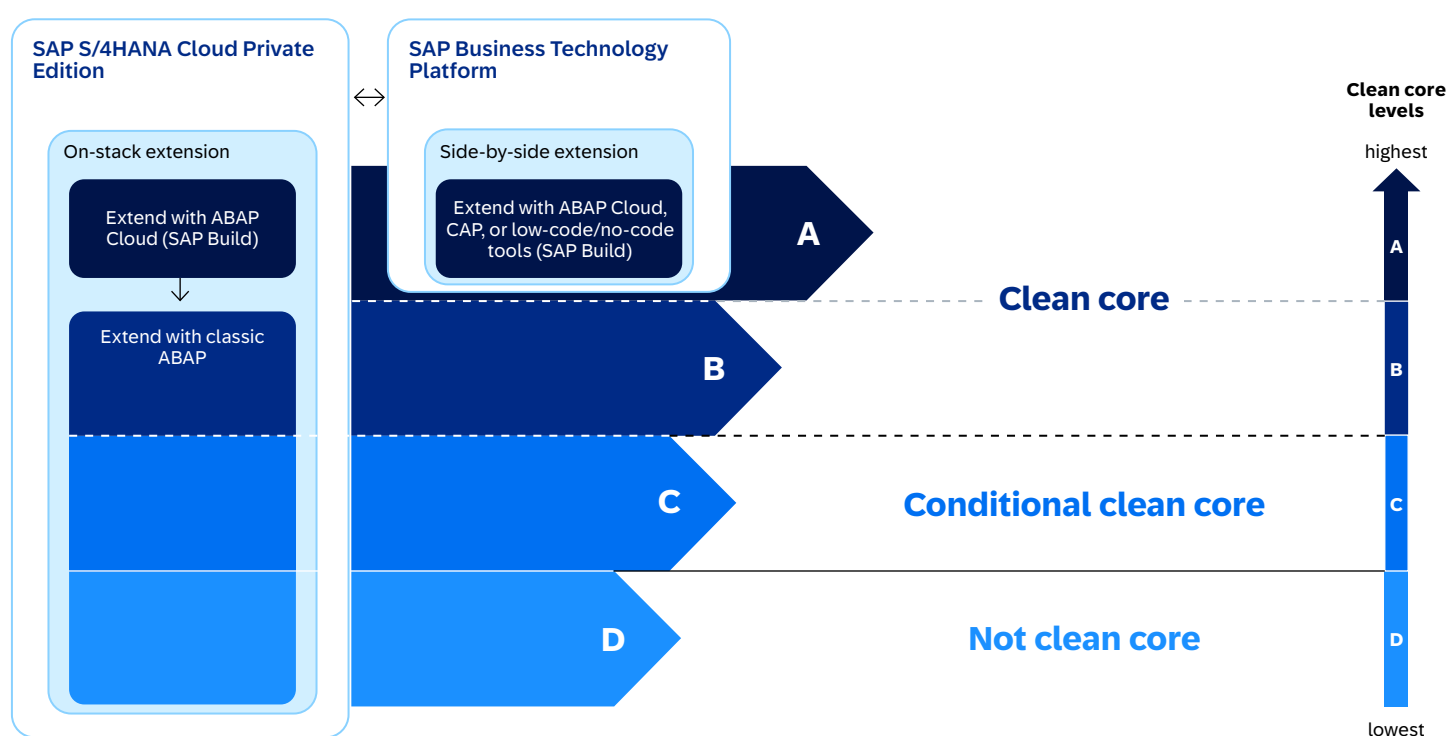 SAP S/4HANA Cloud Private
Edition
SAP Business Technology
Platform
Clean core
levels
highest
On-stack extension
Side-by-side extension
Extend with ABAP
Cloud (SAP Build)
Extend with ABAP Cloud,
CAP, or low-code/no-code
tools (SAP Build)
A
A
Clean core
Extend with classic
ABAP
B
B
C
Conditional clean core
C
D
Not clean core
D
lowest